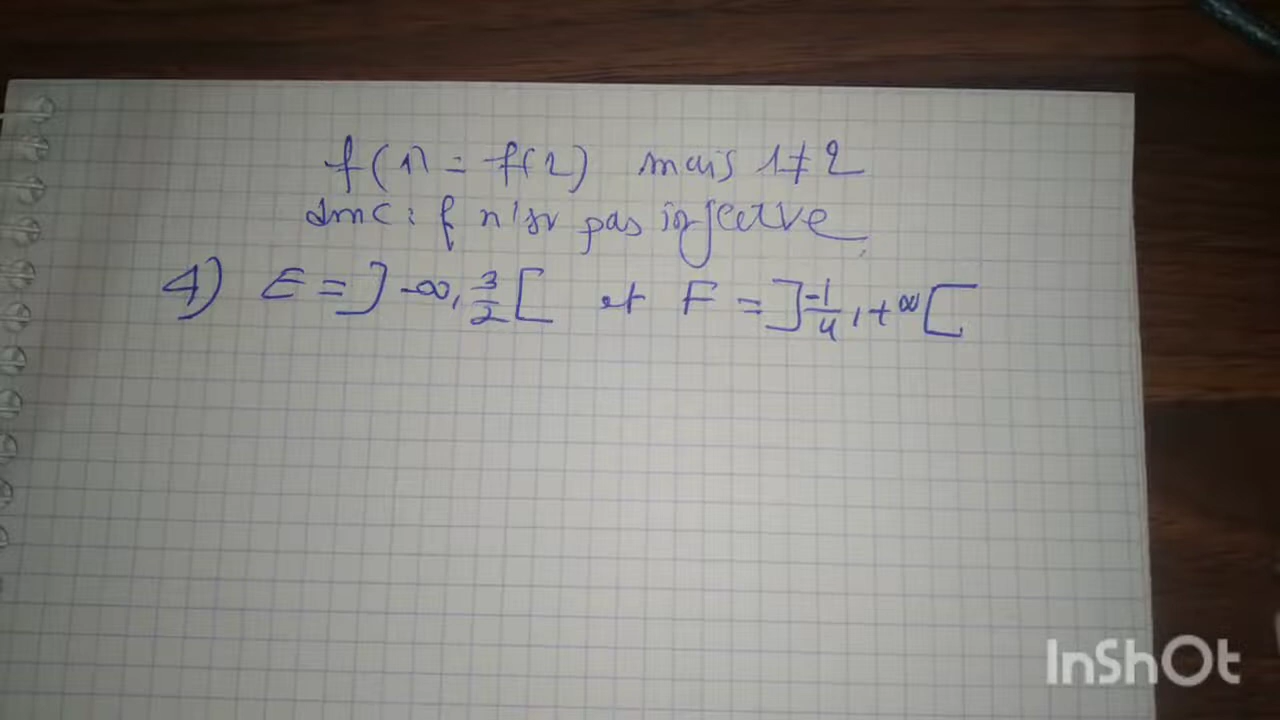 f(1) = f(2) mais 1 ≠ 2
donc : f n'est pas injective.
4) E = ]-∞, 3/2[ et F = ]-1/4, +∞[
InShOt